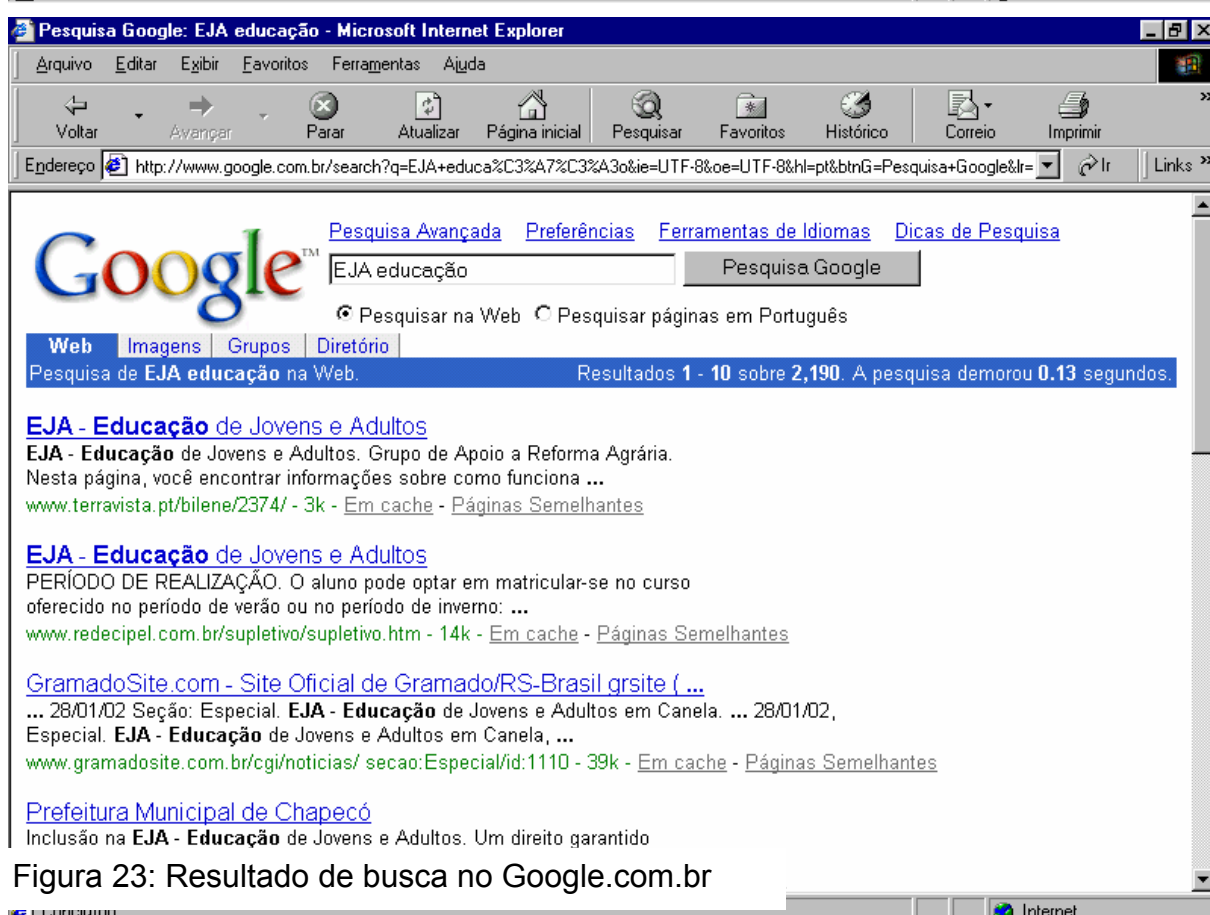 Pesquisa Google: EJA educação - Microsoft Internet Explorer
Arquivo Editar Exibir Favoritos Ferramentas Ajuda
Voltar Avançar Parar Atualizar Página inicial Pesquisar Favoritos Histórico Correio Imprimir
Endereço http://www.google.com.br/search?q=EJA+educa%C3%A7%C3%A3o&ie=UTF-8&oe=UTF-8&hl=pt&btnG=Pesquisa+Google&lr= Ir Links »
Pesquisa Avançada Preferências Ferramentas de Idiomas Dicas de Pesquisa
Google™ EJA educação Pesquisa Google
Pesquisar na Web Pesquisar páginas em Português
Web Imagens Grupos Diretório
Pesquisa de EJA educação na Web. Resultados 1 - 10 sobre 2,190. A pesquisa demorou 0.13 segundos.
EJA - Educação de Jovens e Adultos
EJA - Educação de Jovens e Adultos. Grupo de Apoio a Reforma Agrária.
Nesta página, você encontrar informações sobre como funciona ...
www.terravista.pt/bilene/2374/ - 3k - Em cache - Páginas Semelhantes
EJA - Educação de Jovens e Adultos
PERÍODO DE REALIZAÇÃO. O aluno pode optar em matricular-se no curso
oferecido no período de verão ou no período de inverno: ...
www.redecipel.com.br/supletivo/supletivo.htm - 14k - Em cache - Páginas Semelhantes
GramadoSite.com - Site Oficial de Gramado/RS-Brasil grsite ( ...
... 28/01/02 Seção: Especial. EJA - Educação de Jovens e Adultos em Canela. ... 28/01/02,
Especial. EJA - Educação de Jovens e Adultos em Canela, ...
www.gramadosite.com.br/cgi/noticias/ secao:Especial/id:1110 - 39k - Em cache - Páginas Semelhantes
Prefeitura Municipal de Chapecó
Inclusão na EJA - Educação de Jovens e Adultos. Um direito garantido
Figura 23: Resultado de busca no Google.com.br
Internet